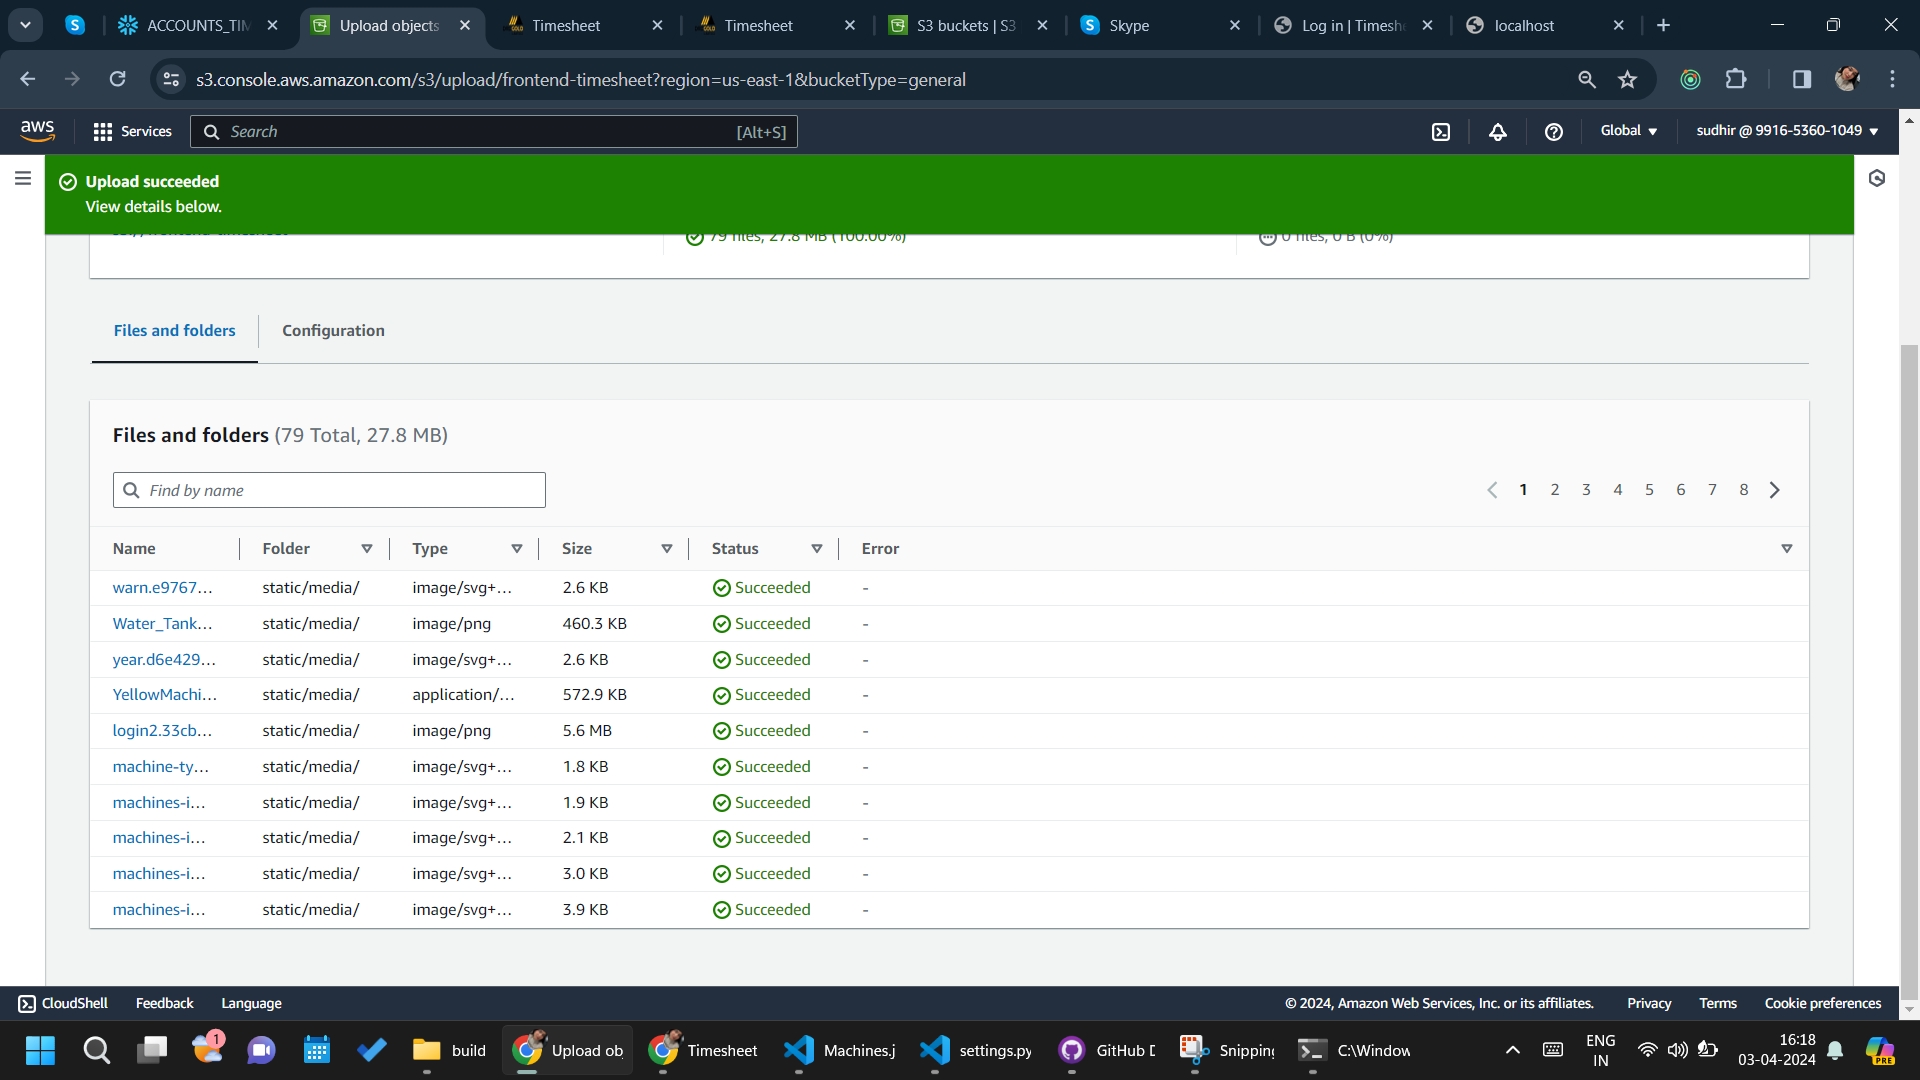 ACCOUNTS_TIM
Upload objects
Timesheet
Timesheet
S3 buckets | S3
Skype
Log in | Timeshe
localhost
s3.console.aws.amazon.com/s3/upload/frontend-timesheet?region=us-east-1&bucketType=general
aws
Services
Search
[Alt+S]
Global
sudhir @ 9916-5360-1049
Upload succeeded
View details below.
79 files, 27.8 MB (100.00%)
0 files, 0 B (0%)
Files and folders
Configuration
Files and folders (79 Total, 27.8 MB)
Find by name
1 2 3 4 5 6 7 8
Name Folder Type Size Status Error
warn.e9767... static/media/ image/svg+... 2.6 KB Succeeded -
Water_Tank... static/media/ image/png 460.3 KB Succeeded -
year.d6e429... static/media/ image/svg+... 2.6 KB Succeeded -
YellowMachi... static/media/ application/... 572.9 KB Succeeded -
login2.33cb... static/media/ image/png 5.6 MB Succeeded -
machine-ty... static/media/ image/svg+... 1.8 KB Succeeded -
machines-i... static/media/ image/svg+... 1.9 KB Succeeded -
machines-i... static/media/ image/svg+... 2.1 KB Succeeded -
machines-i... static/media/ image/svg+... 3.0 KB Succeeded -
machines-i... static/media/ image/svg+... 3.9 KB Succeeded -
CloudShell Feedback Language
© 2024, Amazon Web Services, Inc. or its affiliates. Privacy Terms Cookie preferences
1
build
Upload ob
Timesheet
Machines.j
settings.py
GitHub D
Snipping
C:\Window
ENG
IN
16:18
03-04-2024
PRE